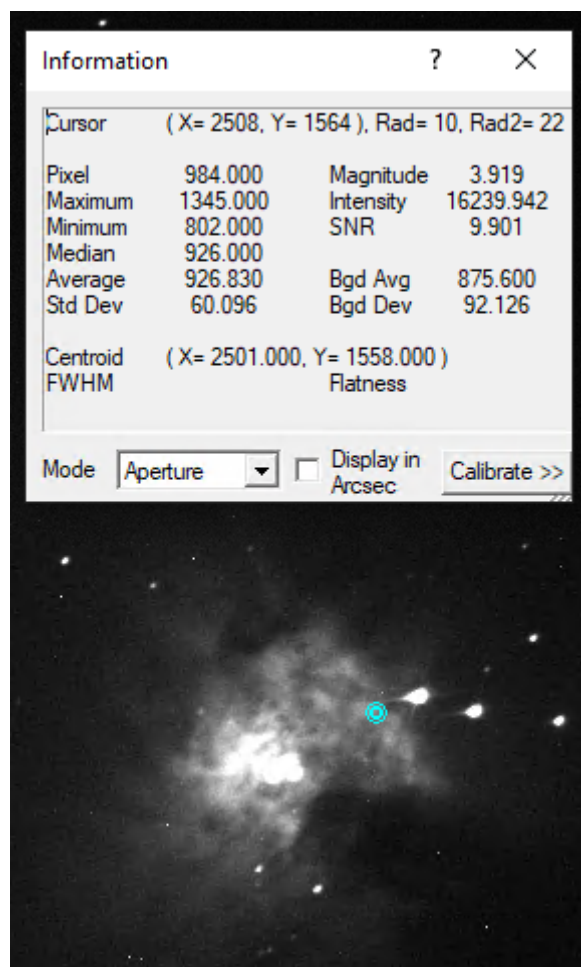 Information ? ×
Cursor ( X= 2508, Y= 1564 ), Rad= 10, Rad2= 22
Pixel 984.000 Magnitude 3.919
Maximum 1345.000 Intensity 16239.942
Minimum 802.000 SNR 9.901
Median 926.000
Average 926.830 Bgd Avg 875.600
Std Dev 60.096 Bgd Dev 92.126
Centroid ( X= 2501.000, Y= 1558.000 )
FWHM Flatness
Mode Aperture Display in
Arcsec Calibrate >>